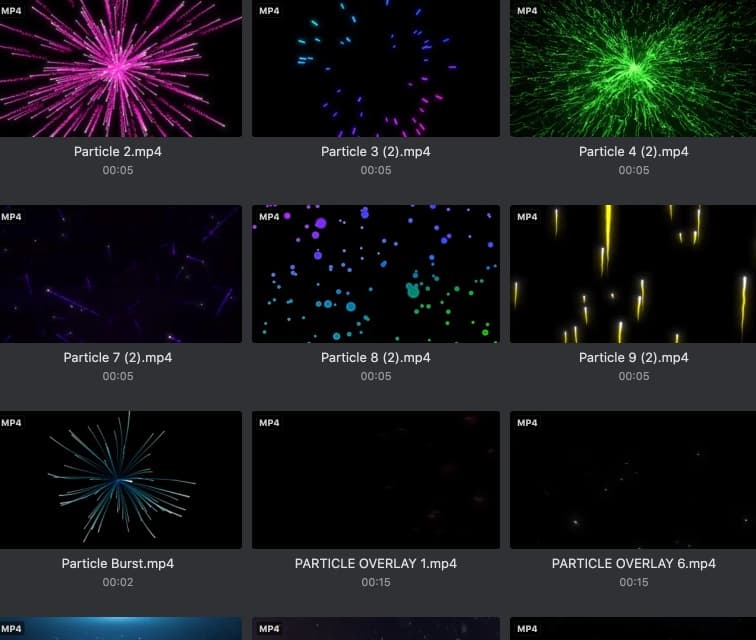 MP4 MP4 MP4
Particle 2.mp4 Particle 3 (2).mp4 Particle 4 (2).mp4
00:05 00:05 00:05
MP4 MP4 MP4
Particle 7 (2).mp4 Particle 8 (2).mp4 Particle 9 (2).mp4
00:05 00:05 00:05
MP4 MP4 MP4
Particle Burst.mp4 PARTICLE OVERLAY 1.mp4 PARTICLE OVERLAY 6.mp4
00:02 00:15 00:15
MP4 MP4 MP4